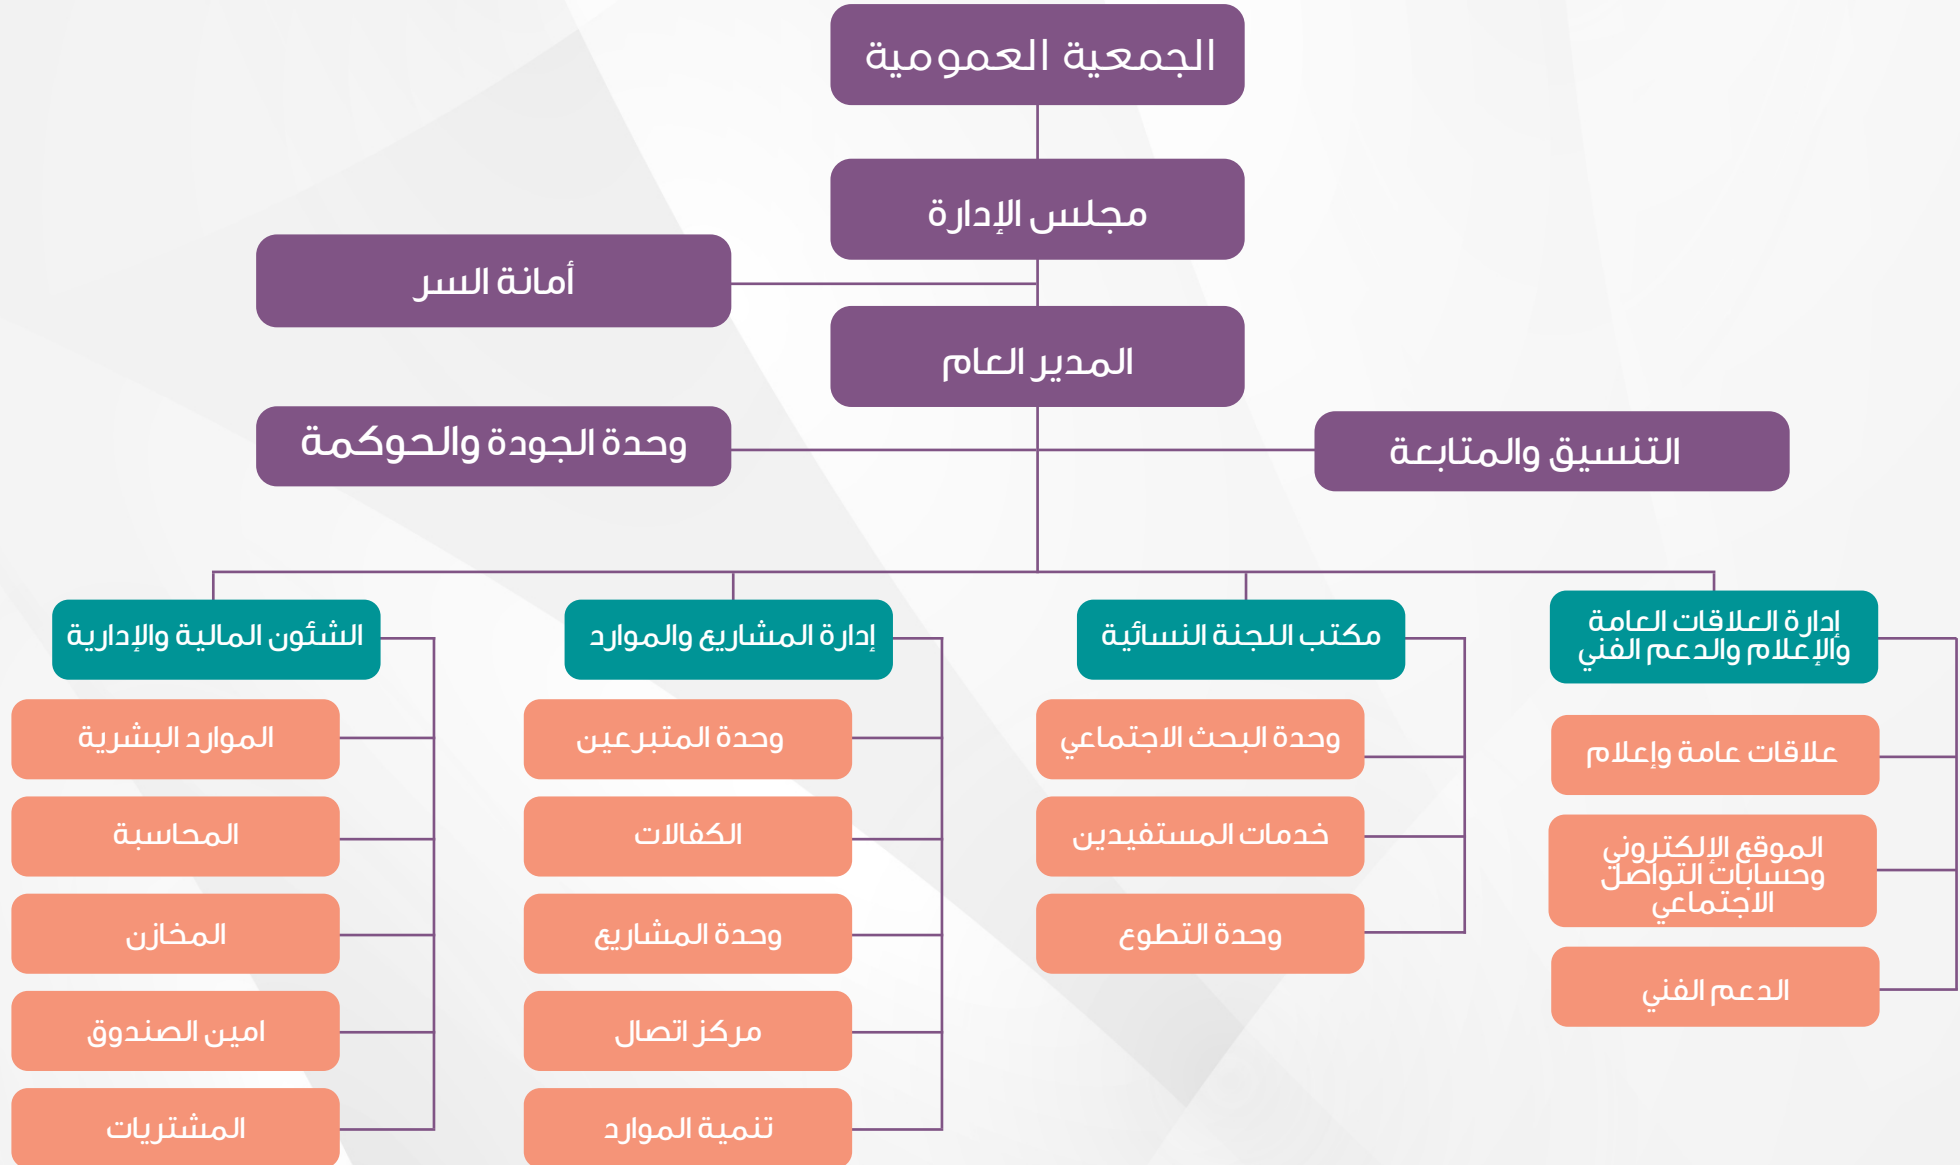 الجمعية العمومية
مجلس الإدارة
أمانة السر
المدير العام
التنسيق والمتابعة
وحدة الجودة والحوكمة
إدارة العلاقات العامة
والإعلام والدعم الفني
علاقات عامة وإعلام
الموقع الإلكتروني
وحسابات التواصل
الاجتماعي
الدعم الفني
مكتب اللجنة النسائية
وحدة البحث الاجتماعي
خدمات المستفيدين
وحدة التطوع
إدارة المشاريع والموارد
وحدة المتبرعين
الكفالات
وحدة المشاريع
مركز اتصال
تنمية الموارد
الشئون المالية والإدارية
الموارد البشرية
المحاسبة
المخازن
امين الصندوق
المشتريات